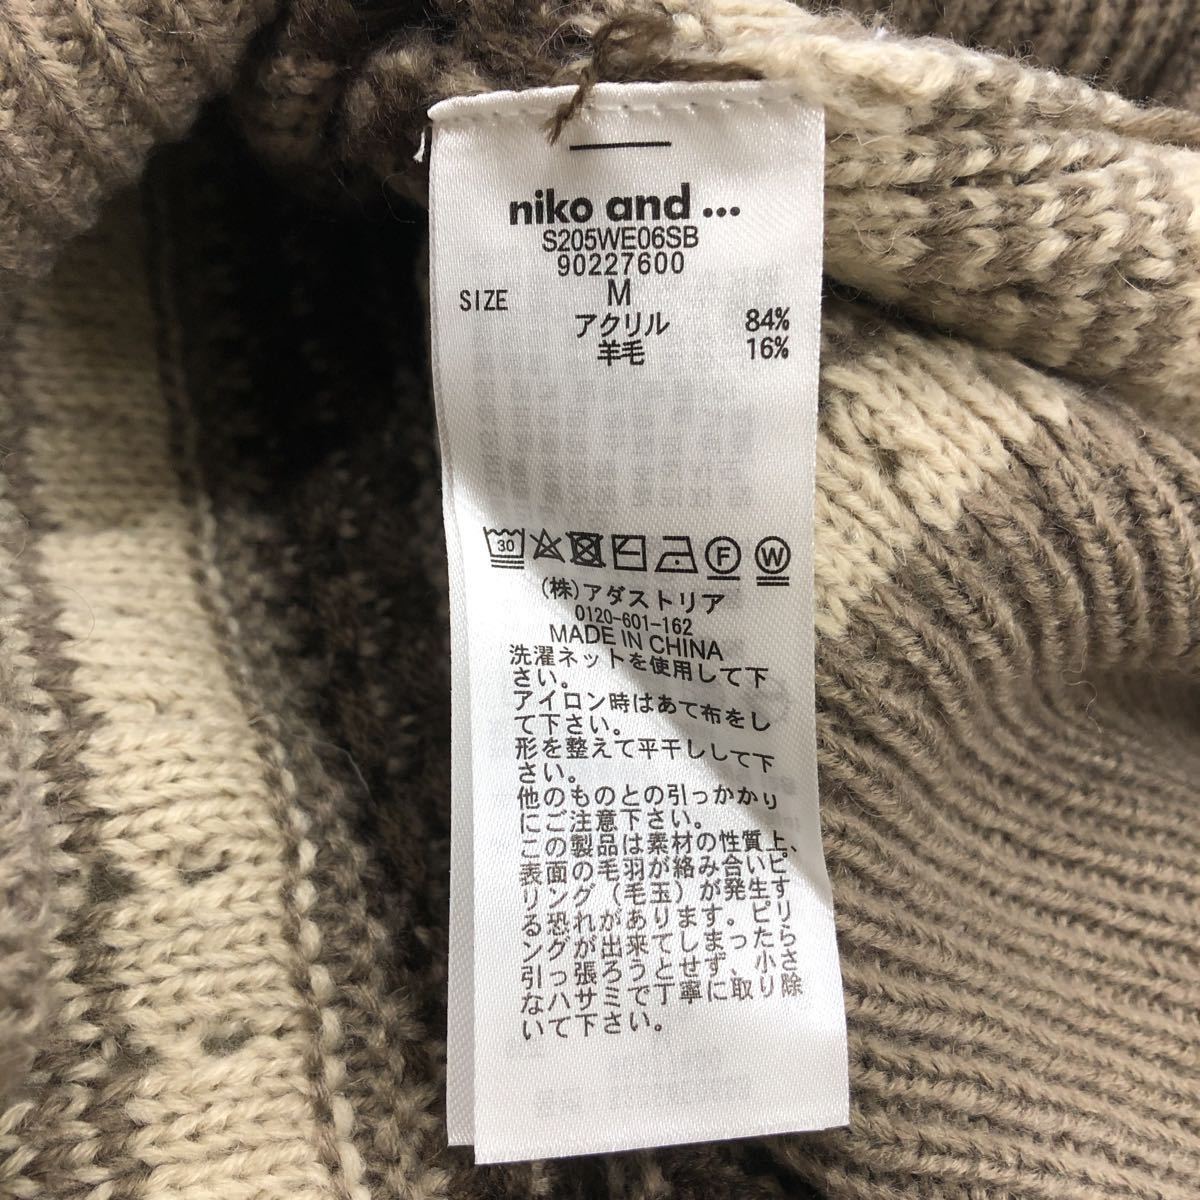 niko and ...
S205WE06SB
90227600
SIZE M
アクリル 84%
羊毛 16%
30
F
W
(株)アダストリア
0120-601-162
MADE IN CHINA
洗濯ネットを使用して下
さい。
アイロン時はあて布をし
て下さい。
形を整えて平干しして下
さい。
他のものとの引っかかり
にご注意下さい。
この製品は素材の性質上、
表面の毛羽が絡み合いピ
リング（毛玉）が発生す
る恐れがあります。ピリ
ングが出来てしまったら
引っ張ろうとせず、小さ
なハサミで丁寧に取り除
いて下さい。